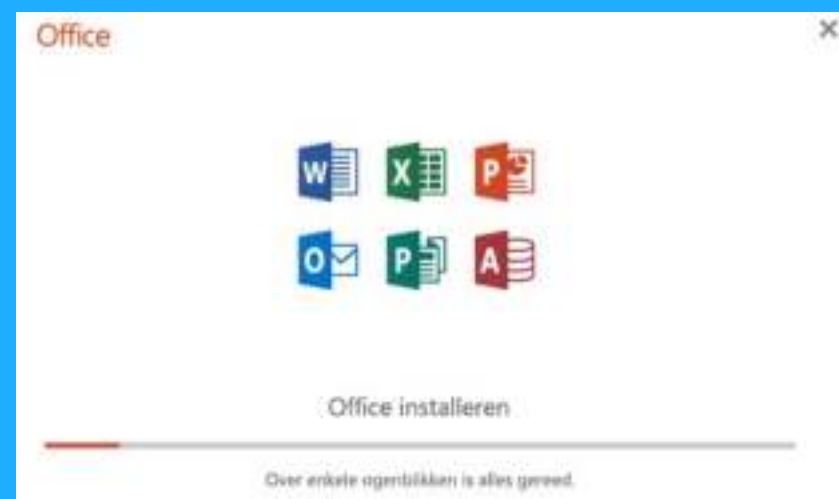 Office
W X P
O P A
Office installeren
Over enkele ogenblikken is alles gereed.